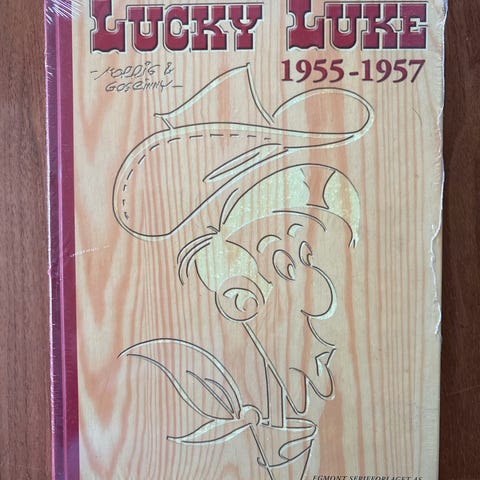 LUCKY LUKE
-MORRIS &
GOSCINNY-
1955-1957
EGMONT SERIEFORLAGET AS